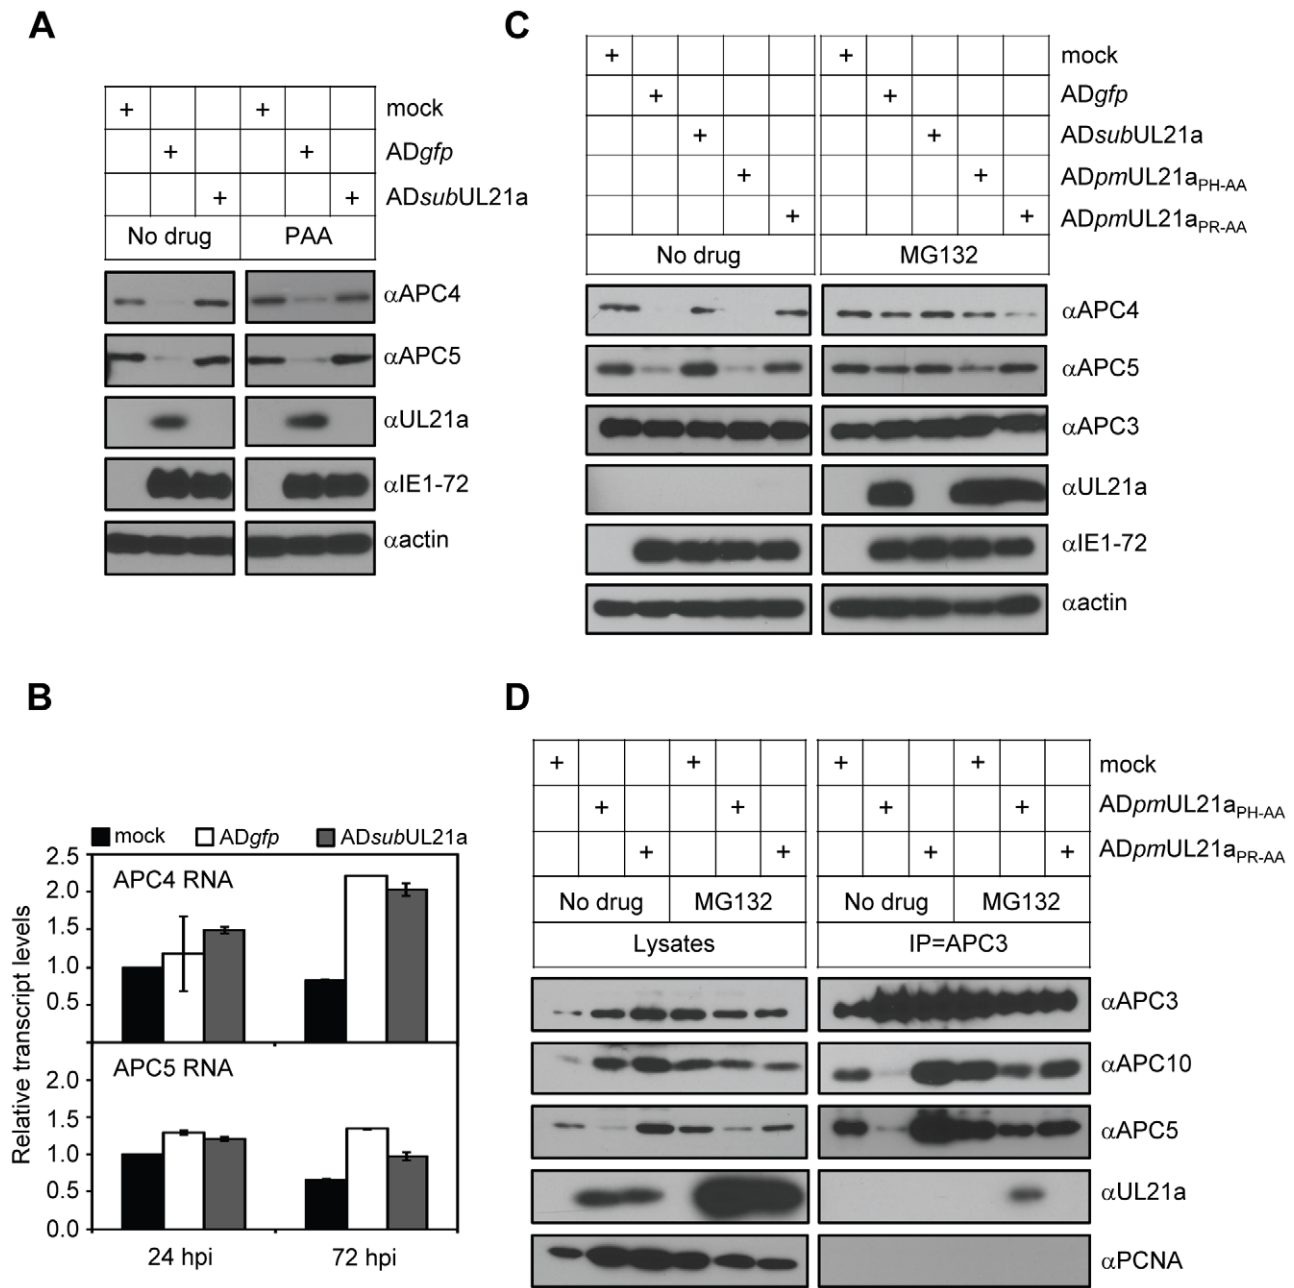 A
+ + mock
+ + ADgfp
+ + ADsubUL21a
No drug PAA
αAPC4
αAPC5
αUL21a
αIE1-72
αactin
C
+ + mock
+ + ADgfp
+ + ADsubUL21a
+ + ADpmUL21aPH-AA
+ + ADpmUL21aPR-AA
No drug MG132
αAPC4
αAPC5
αAPC3
αUL21a
αIE1-72
αactin
B
mock ADgfp ADsubUL21a
Relative transcript levels
2.5
2.0
1.5
1.0
0.5
APC4 RNA
2.0
1.5
1.0
0.5
0.0
APC5 RNA
24 hpi 72 hpi
D
+ + + + mock
+ + + + ADpmUL21aPH-AA
+ + + + ADpmUL21aPR-AA
No drug MG132 No drug MG132
Lysates IP=APC3
αAPC3
αAPC10
αAPC5
αUL21a
αPCNA